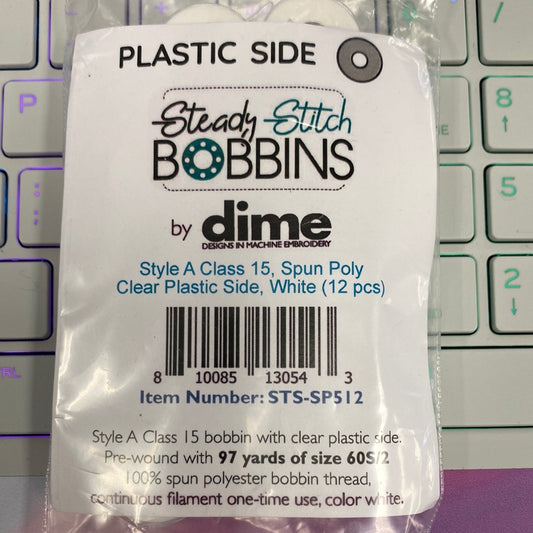 PLASTIC SIDE
Steady Stitch
BOBBINS
by dime
DESIGNS IN MACHINE EMBROIDERY
Style A Class 15, Spun Poly
Clear Plastic Side, White (12 pcs)
8 10085 13054 3
Item Number: STS-SP512
Style A Class 15 bobbin with clear plastic side.
Pre-wound with 97 yards of size 60S/2
100% spun polyester bobbin thread,
continuous filament one-time use, color white.
P
8
↑
5
2
↓